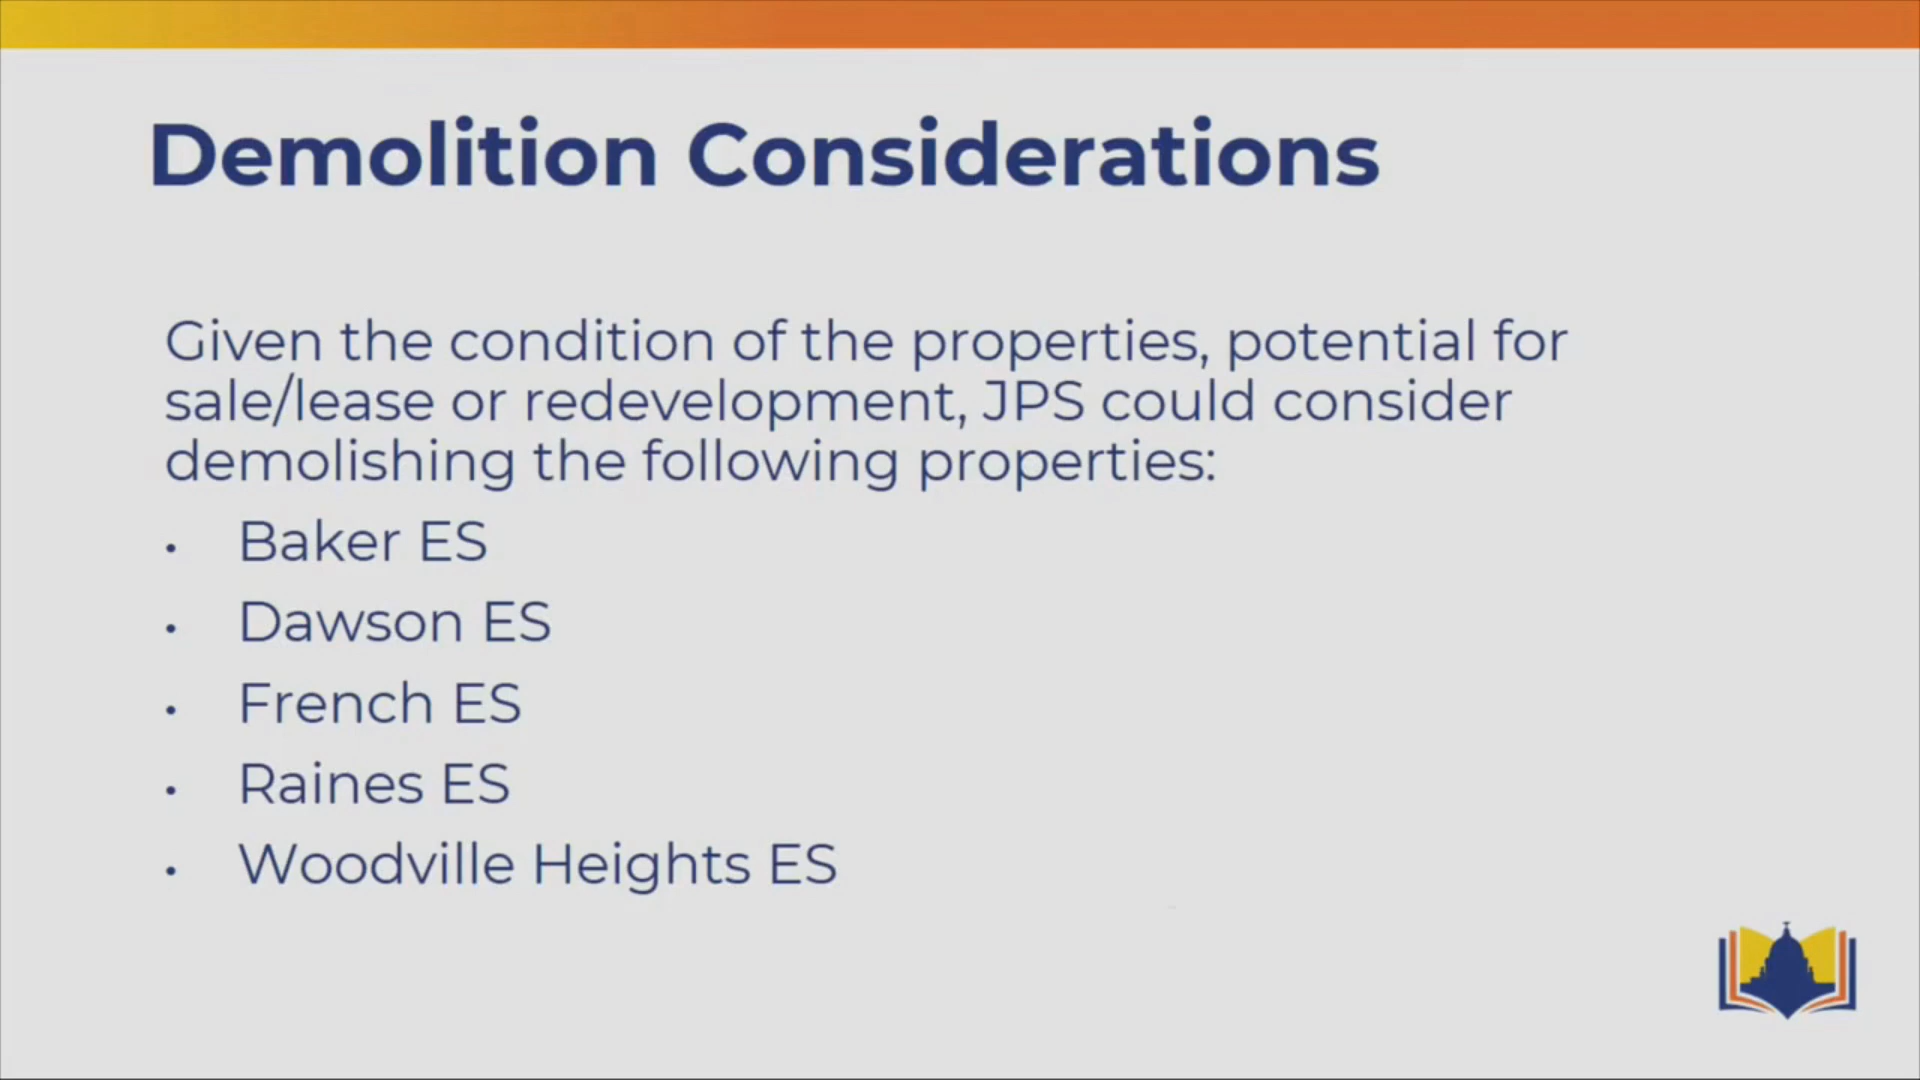 Demolition Considerations
Given the condition of the properties, potential for
sale/lease or redevelopment, JPS could consider
demolishing the following properties:
• Baker ES
• Dawson ES
• French ES
• Raines ES
• Woodville Heights ES